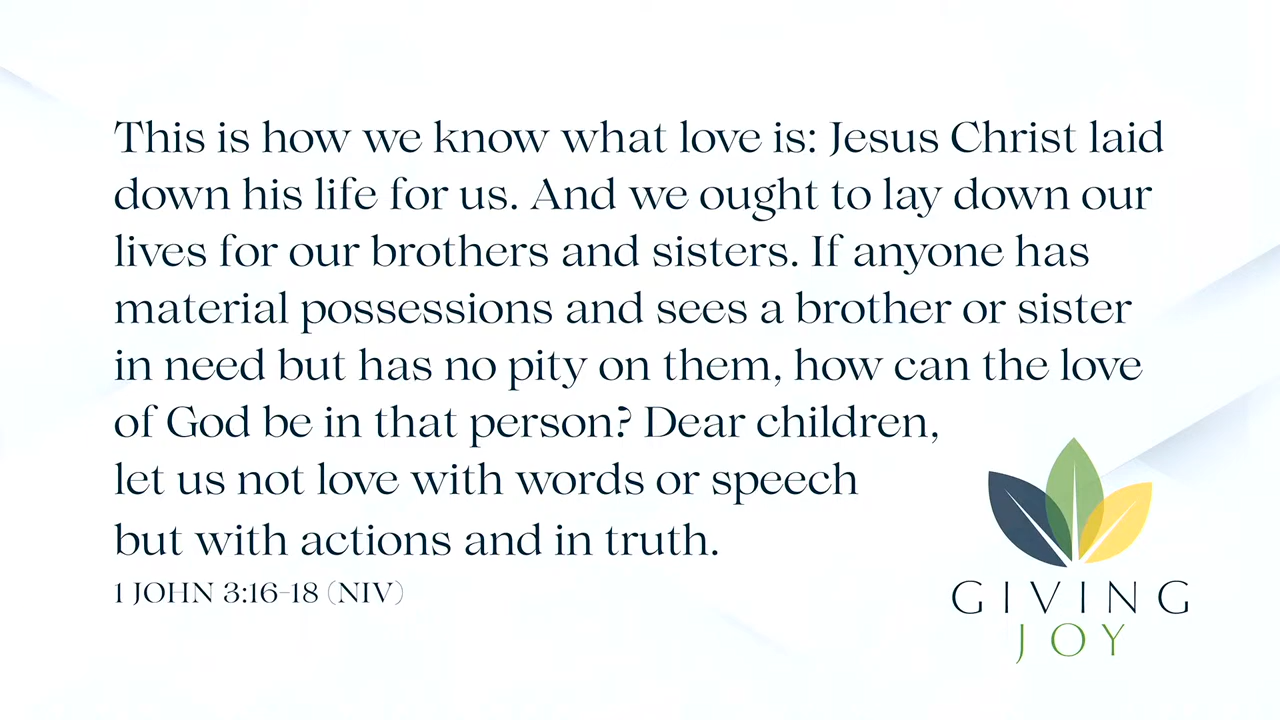 This is how we know what love is: Jesus Christ laid
down his life for us. And we ought to lay down our
lives for our brothers and sisters. If anyone has
material possessions and sees a brother or sister
in need but has no pity on them, how can the love
of God be in that person? Dear children,
let us not love with words or speech
but with actions and in truth.
1 JOHN 3:16-18 (NIV)
GIVING
JOY